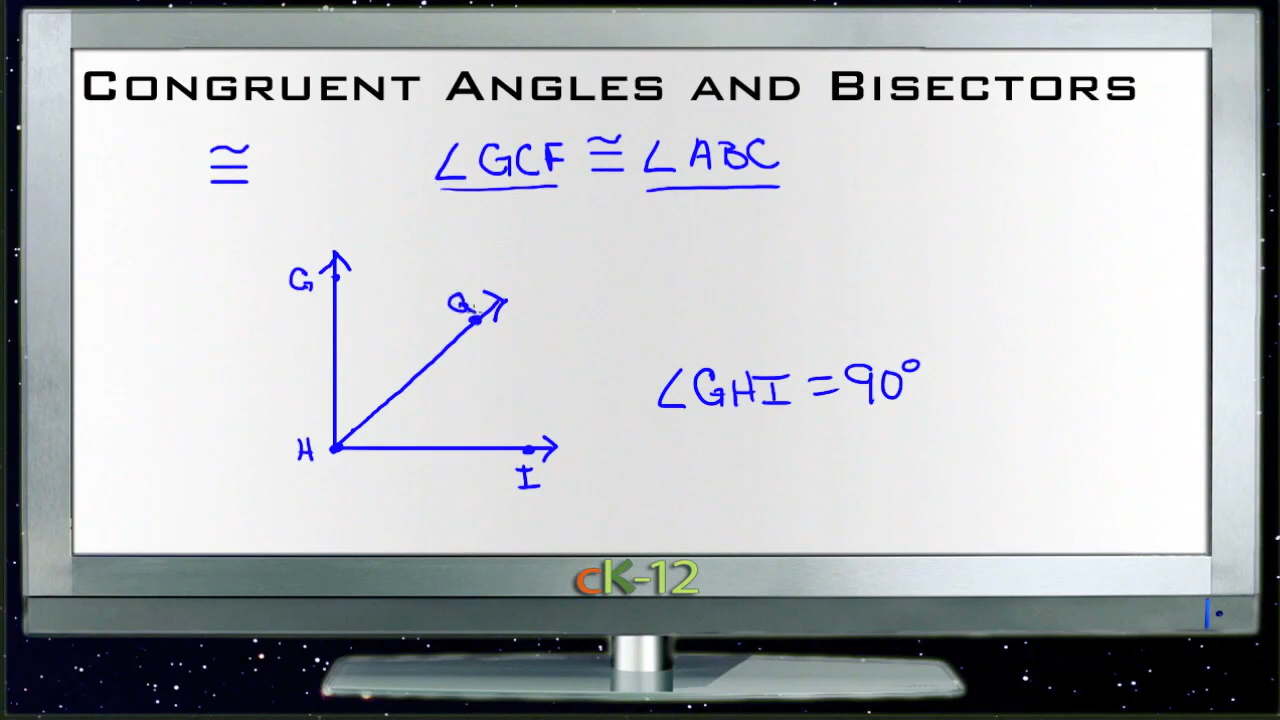 CONGRUENT ANGLES AND BISECTORS
≅ ∠GCF ≅ ∠ABC
G
Q
∠GHI = 90°
H
I
cK-12